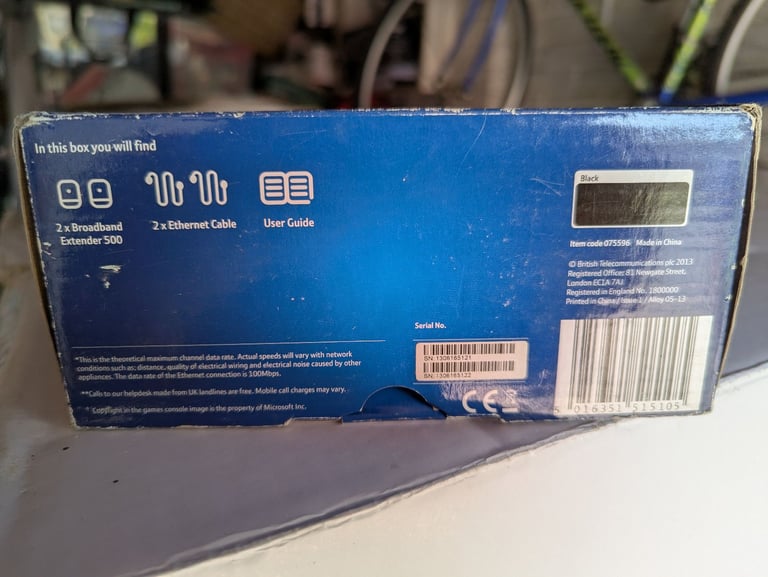 In this box you will find
2 x Broadband
Extender 500
2 x Ethernet Cable
User Guide
Black
Item code 075596 Made in China
© British Telecommunications plc 2013
Registered Office: 81 Newgate Street,
London EC1A 7AJ
Registered in England No. 1800000
Printed in China / Issue 1 / Alloy 05-13
Serial No.
SN: 1306165121
SN: 1306165122
*This is the theoretical maximum channel data rate. Actual speeds will vary with network
conditions such as; distance, quality of electrical wiring and electrical noise caused by other
appliances. The data rate of the Ethernet connection is 100Mbps.
**Calls to our helpdesk made from UK landlines are free. Mobile call charges may vary.
Copyright in the games console image is the property of Microsoft Inc.
CE
5 016351 515105